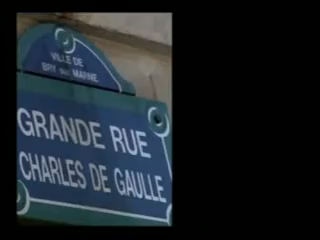 VILLE DE
BRY sur MARNE
GRANDE RUE
CHARLES DE GAULLE